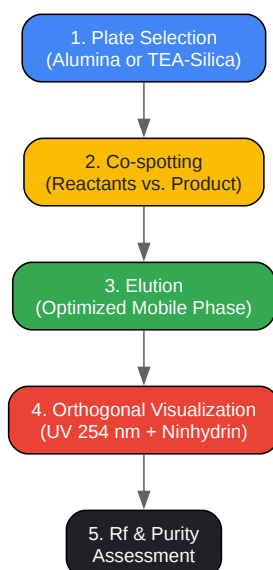 1. Plate Selection
(Alumina or TEA-Silica)
2. Co-spotting
(Reactants vs. Product)
3. Elution
(Optimized Mobile Phase)
4. Orthogonal Visualization
(UV 254 nm + Ninhydrin)
5. Rf & Purity
Assessment